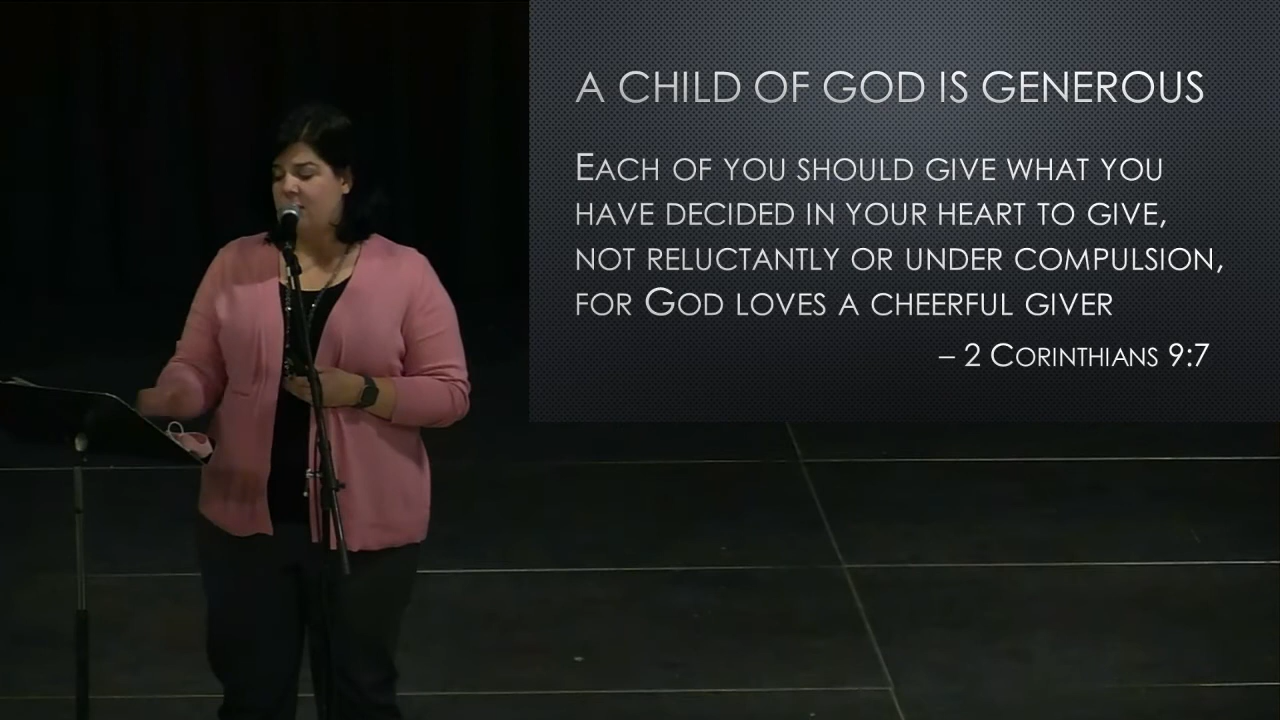 A CHILD OF GOD IS GENEROUS
EACH OF YOU SHOULD GIVE WHAT YOU
HAVE DECIDED IN YOUR HEART TO GIVE,
NOT RELUCTANTLY OR UNDER COMPULSION,
FOR GOD LOVES A CHEERFUL GIVER
– 2 CORINTHIANS 9:7